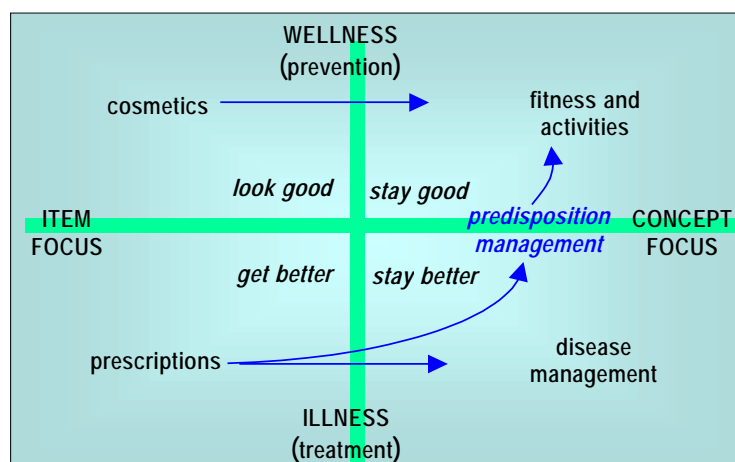 WELLNESS
(prevention)
cosmetics
fitness and
activities
look good
stay good
ITEM
FOCUS
predisposition
management
CONCEPT
FOCUS
get better
stay better
prescriptions
disease
management
ILLNESS
(treatment)